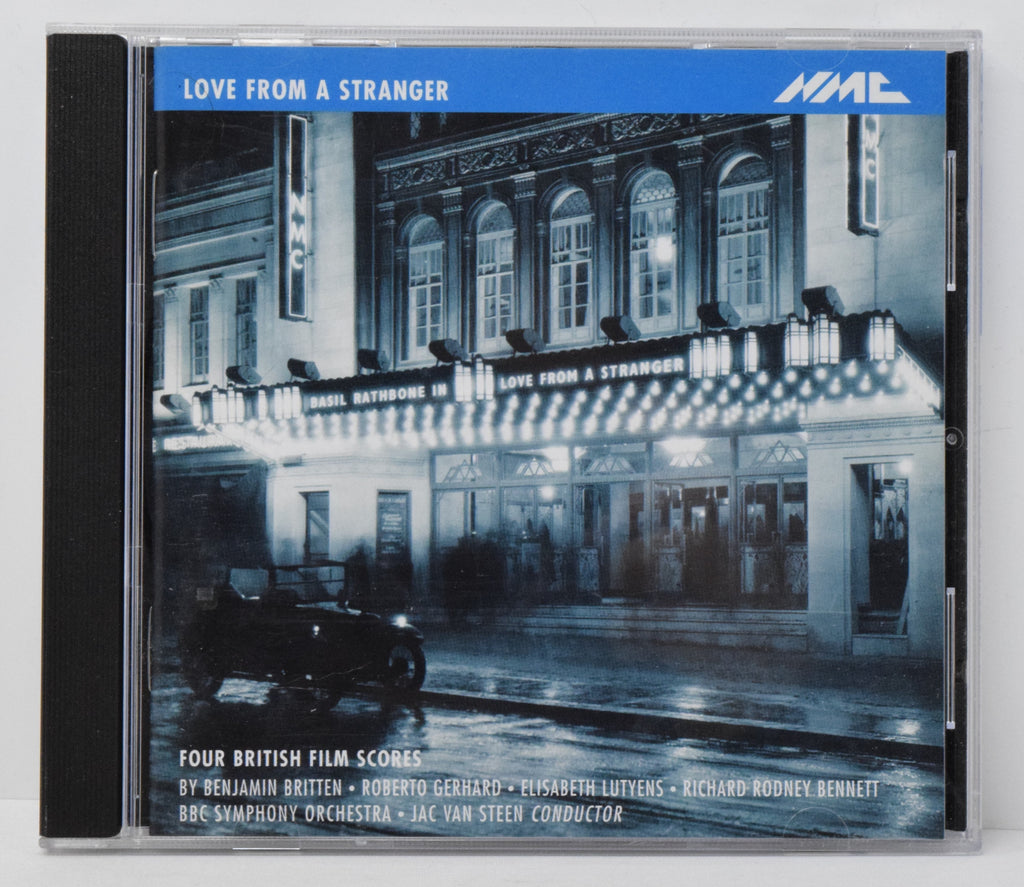 LOVE FROM A STRANGER
NMC
NMC
NMC
BASIL RATHBONE IN
LOVE FROM A STRANGER
FOUR BRITISH FILM SCORES
BY BENJAMIN BRITTEN • ROBERTO GERHARD • ELISABETH LUTYENS • RICHARD RODNEY BENNETT
BBC SYMPHONY ORCHESTRA • JAC VAN STEEN CONDUCTOR